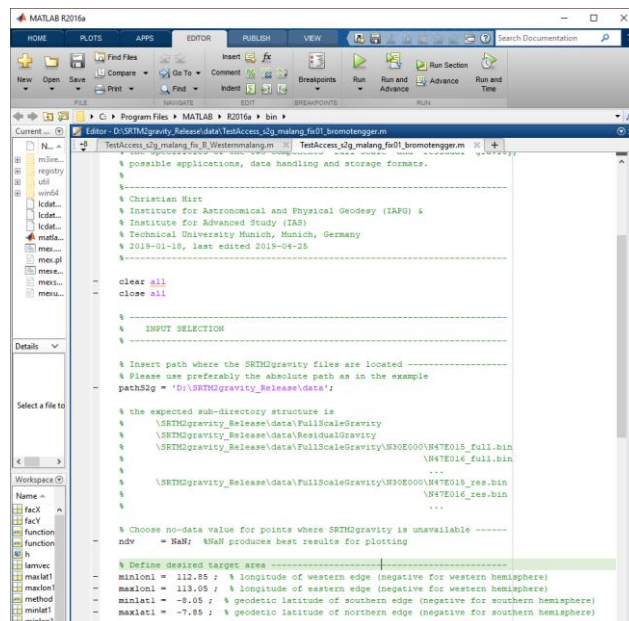 MATLAB R2016a
HOME PLOTS APPS EDITOR PUBLISH VIEW Search Documentation
New Open Save Find Files Compare Print Go To Find Insert fx Comment Indent Breakpoints Run Run and Advance Run Section Advance Run and Time
FILE NAVIGATE EDIT BREAKPOINTS RUN
C: Program Files MATLAB R2016a bin
Current ...
Editor - D:\SRTM2gravity_Release\data\TestAccess_s2g_malang_fix01_bromotengger.m
+8 TestAccess_s2g_malang_fix_B_Westernmalang.m TestAccess_s2g_malang_fix01_bromotengger.m +
N...
m3ire...
registry
util
win64
lcdat...
lcdat...
lcdat...
matla...
mex....
mex.pl
mexe...
mexs...
mexu...
Details
Select a file to
Workspace
Name
facX
facY
function
function
h
lamvec
maxlat1
maxlon1
method
minlat1
% possible applications, data handling and storage formats.
%
%-----------------------------------------------------------------
% Christian Hirt
% Institute for Astronomical and Physical Geodesy (IAPG) &
% Institute for Advanced Study (IAS)
% Technical University Munich, Munich, Germany
% 2019-01-18, last edited 2019-04-25
%-----------------------------------------------------------------
clear all
close all
% ----------------------------------------------------------------
% INPUT SELECTION
% ----------------------------------------------------------------
% Insert path where the SRTM2gravity files are located -----------------
% Please use preferably the absolute path as in the example
pathS2g = 'D:\SRTM2gravity_Release\data';
% the expected sub-directory structure is
% \SRTM2gravity_Release\data\FullScaleGravity
% \SRTM2gravity_Release\data\ResidualGravity
% \SRTM2gravity_Release\data\FullScaleGravity\N30E000\N47E015_full.bin
% \N47E016_full.bin
% ...
% \SRTM2gravity_Release\data\FullScaleGravity\N30E000\N47E015_res.bin
% \N47E016_res.bin
% ...
% Choose no-data value for points where SRTM2gravity is unavailable ------
ndv = NaN; %NaN produces best results for plotting
% Define desired target area ----------------------------------------
minlon1 = 112.85 ; % longitude of western edge (negative for western hemisphere)
maxlon1 = 113.05 ; % longitude of eastern edge (negative for western hemisphere)
minlat1 = -8.05 ; % geodetic latitude of southern edge (negative for southern hemisphere)
maxlat1 = -7.85 ; % geodetic latitude of northern edge (negative for southern hemisphere)